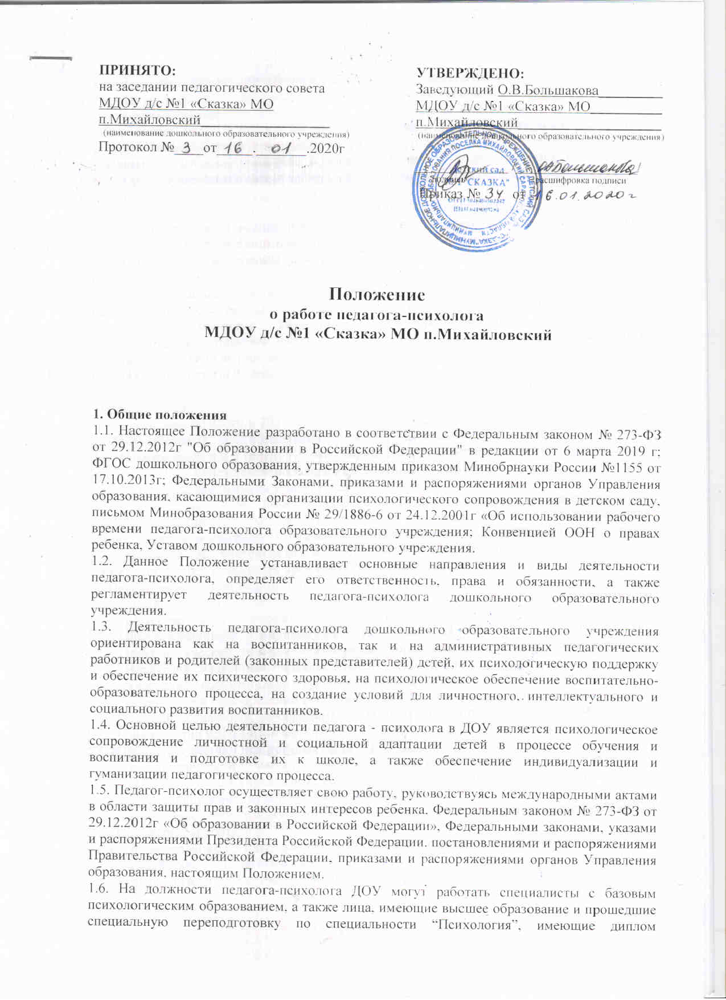 ПРИНЯТО:
на заседании педагогического совета
МДОУ д/с №1 «Сказка» МО
п.Михайловский
(наименование дошкольного образовательного учреждения)
Протокол № 3 от 16 . 01 .2020г
УТВЕРЖДЕНО:
Заведующий О.В.Большакова
МДОУ д/с №1 «Сказка» МО
п.Михайловский
(наименование дошкольного образовательного учреждения)
Детский сад
подпись расшифровка подписи
"СКАЗКА"
Приказ № 34 от 16.01.2020г
Положение
о работе педагога-психолога
МДОУ д/с №1 «Сказка» МО п.Михайловский
1. Общие положения
1.1. Настоящее Положение разработано в соответствии с Федеральным законом № 273-ФЗ
от 29.12.2012г "Об образовании в Российской Федерации" в редакции от 6 марта 2019 г;
ФГОС дошкольного образования, утвержденным приказом Минобрнауки России №1155 от
17.10.2013г; Федеральными Законами, приказами и распоряжениями органов Управления
образования, касающимися организации психологического сопровождения в детском саду,
письмом Минобразования России № 29/1886-6 от 24.12.2001г «Об использовании рабочего
времени педагога-психолога образовательного учреждения; Конвенцией ООН о правах
ребенка, Уставом дошкольного образовательного учреждения.
1.2. Данное Положение устанавливает основные направления и виды деятельности
педагога-психолога, определяет его ответственность, права и обязанности, а также
регламентирует деятельность педагога-психолога дошкольного образовательного
учреждения.
1.3. Деятельность педагога-психолога дошкольного образовательного учреждения
ориентирована как на воспитанников, так и на административных педагогических
работников и родителей (законных представителей) детей, их психологическую поддержку
и обеспечение их психического здоровья, на психологическое обеспечение воспитательно-
образовательного процесса, на создание условий для личностного, интеллектуального и
социального развития воспитанников.
1.4. Основной целью деятельности педагога - психолога в ДОУ является психологическое
сопровождение личностной и социальной адаптации детей в процессе обучения и
воспитания и подготовке их к школе, а также обеспечение индивидуализации и
гуманизации педагогического процесса.
1.5. Педагог-психолог осуществляет свою работу, руководствуясь международными актами
в области защиты прав и законных интересов ребенка, Федеральным законом № 273-ФЗ от
29.12.2012г «Об образовании в Российской Федерации», Федеральными законами, указами
и распоряжениями Президента Российской Федерации, постановлениями и распоряжениями
Правительства Российской Федерации, приказами и распоряжениями органов Управления
образования, настоящим Положением.
1.6. На должности педагога-психолога ДОУ могут работать специалисты с базовым
психологическим образованием, а также лица, имеющие высшее образование и прошедшие
специальную переподготовку по специальности “Психология”, имеющие диплом